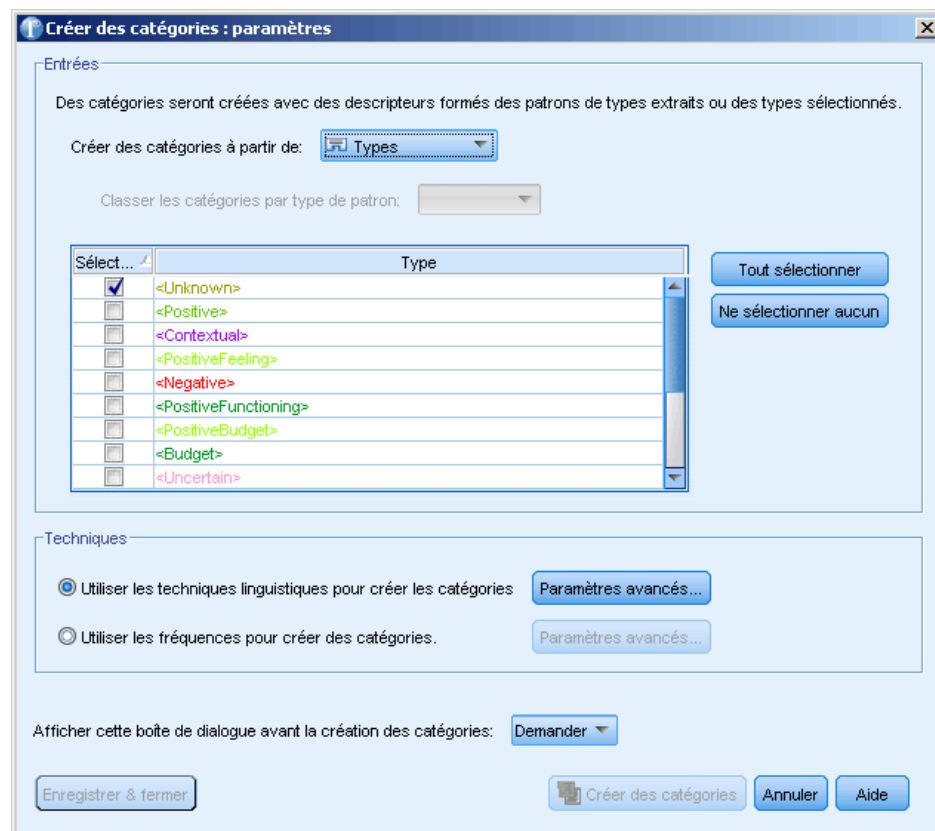 Créer des catégories : paramètres
Entrées
Des catégories seront créées avec des descripteurs formés des patrons de types extraits ou des types sélectionnés.
Créer des catégories à partir de: Types
Classer les catégories par type de patron:
Sélect... Type
<Unknown>
<Positive>
<Contextual>
<PositiveFeeling>
<Negative>
<PositiveFunctioning>
<PositiveBudget>
<Budget>
<Uncertain>
Tout sélectionner
Ne sélectionner aucun
Techniques
Utiliser les techniques linguistiques pour créer les catégories Paramètres avancés...
Utiliser les fréquences pour créer des catégories. Paramètres avancés...
Afficher cette boîte de dialogue avant la création des catégories: Demander
Enregistrer & fermer Créer des catégories Annuler Aide